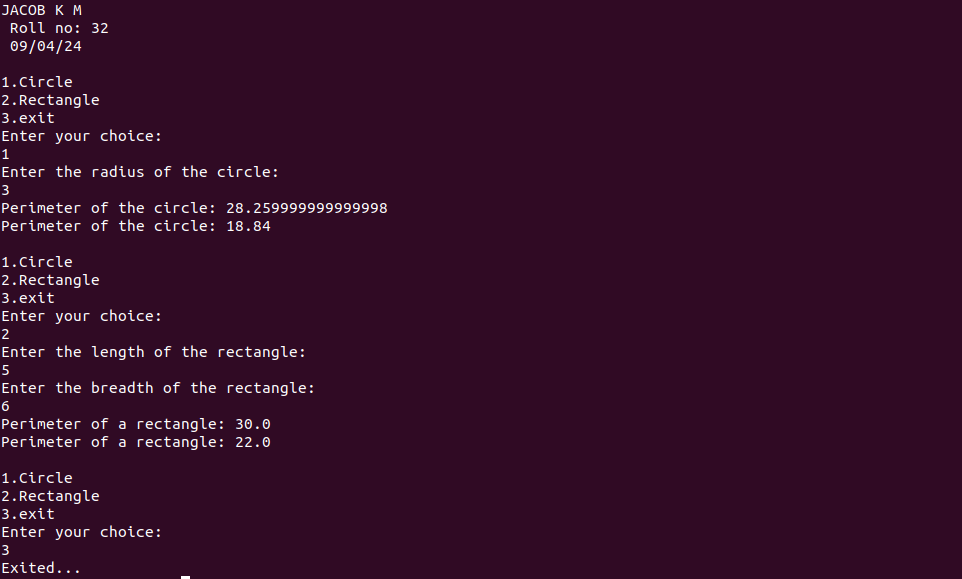 JACOB K M
Roll no: 32
09/04/24
1.Circle
2.Rectangle
3.exit
Enter your choice:
1
Enter the radius of the circle:
3
Perimeter of the circle: 28.259999999999998
Perimeter of the circle: 18.84
1.Circle
2.Rectangle
3.exit
Enter your choice:
2
Enter the length of the rectangle:
5
Enter the breadth of the rectangle:
6
Perimeter of a rectangle: 30.0
Perimeter of a rectangle: 22.0
1.Circle
2.Rectangle
3.exit
Enter your choice:
3
Exited...